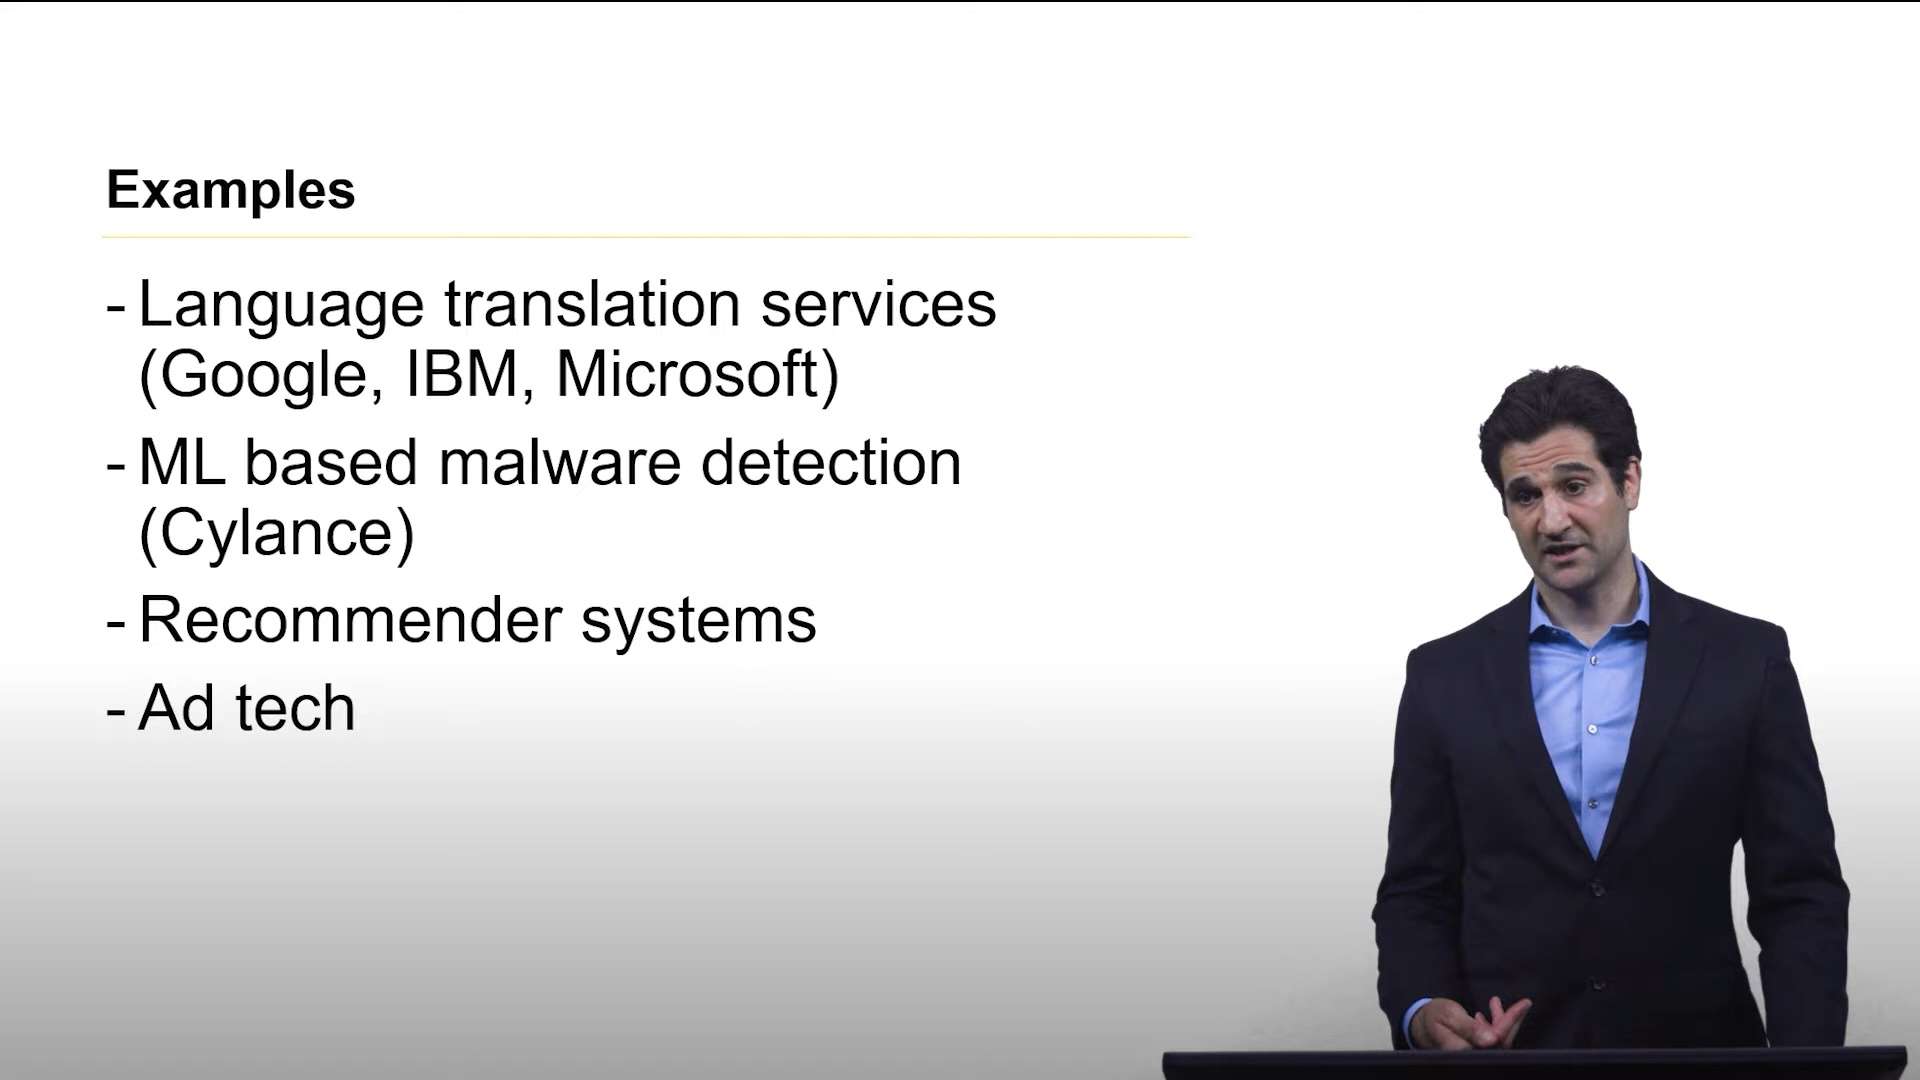 Examples
- Language translation services
(Google, IBM, Microsoft)
- ML based malware detection
(Cylance)
- Recommender systems
- Ad tech